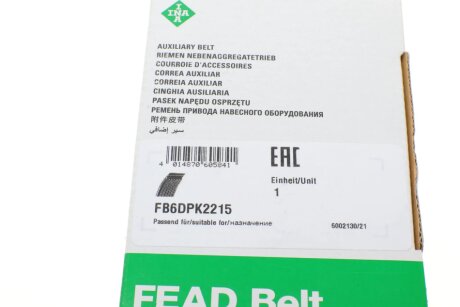 INA
AUXILIARY BELT
RIEMEN NEBENAGGREGATETRIEB
COURROIE D'ACCESSOIRES
CORREA AUXILIAR
CORREIA AUXILIAR
CINGHIA AUSILIARIA
PASEK NAPĘDU OSPRZĘTU
РЕМЕНЬ ПРИВОДА НАВЕСНОГО ОБОРУДОВАНИЯ
附件皮带
سير إضافي
4 014870 605841
EAC
Einheit/Unit
1
FB6DPK2215
Passend für/suitable for/назначение
6002130/21
FEAD Belt